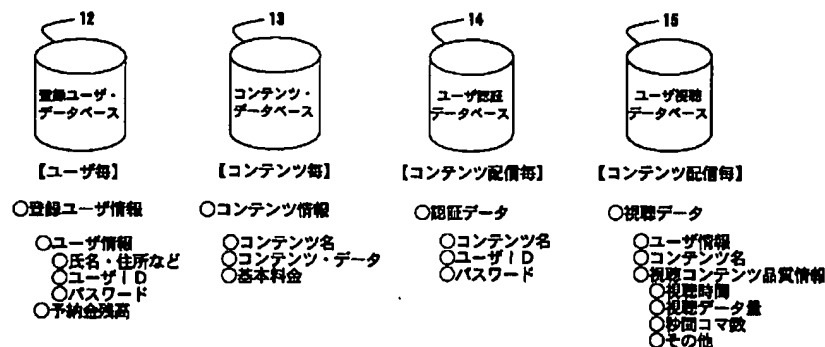 12
登録ユーザ・
データベース
【ユーザ毎】
○登録ユーザ情報
○ユーザ情報
○氏名・住所など
○ユーザID
○パスワード
○予納金残高
13
コンテンツ・
データベース
【コンテンツ毎】
○コンテンツ情報
○コンテンツ名
○コンテンツ・データ
○基本料金
14
ユーザ認証
データベース
【コンテンツ配信毎】
○認証データ
○コンテンツ名
○ユーザID
○パスワード
15
ユーザ視聴
データベース
【コンテンツ配信毎】
○視聴データ
○ユーザ情報
○コンテンツ名
○視聴コンテンツ品質情報
○視聴時間
○視聴データ量
○秒間コマ数
○その他